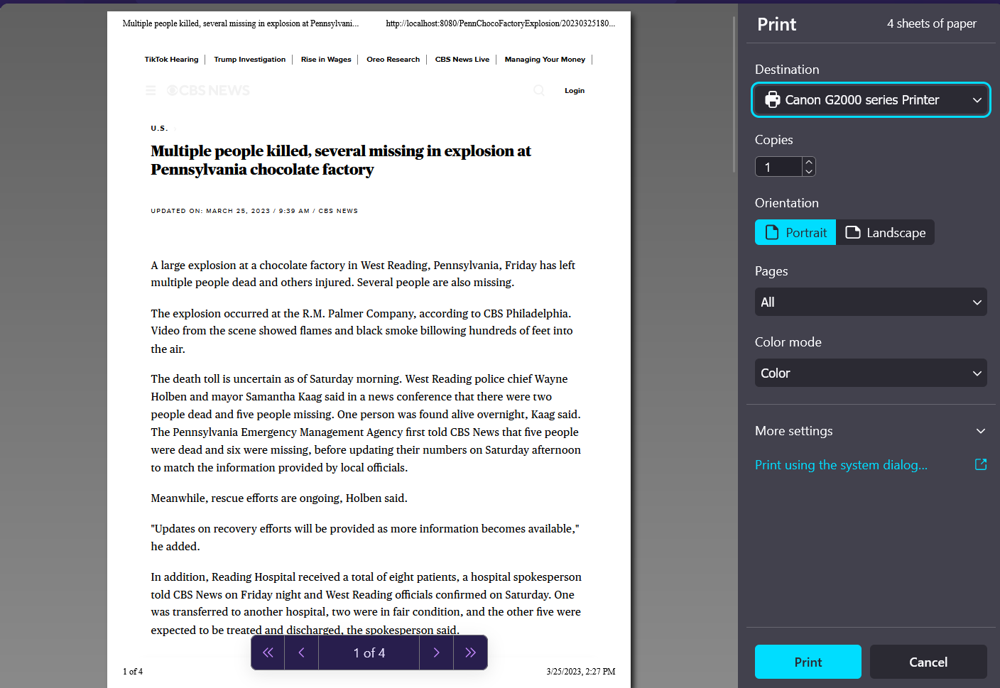 Multiple people killed, several missing in explosion at Pennsylvani... http://localhost:8080/PennChocoFactoryExplosion/20230325180...
TikTok Hearing Trump Investigation Rise in Wages Oreo Research CBS News Live Managing Your Money
CBS NEWS Login
U.S.
Multiple people killed, several missing in explosion at
Pennsylvania chocolate factory
UPDATED ON: MARCH 25, 2023 / 9:39 AM / CBS NEWS
A large explosion at a chocolate factory in West Reading, Pennsylvania, Friday has left
multiple people dead and others injured. Several people are also missing.
The explosion occurred at the R.M. Palmer Company, according to CBS Philadelphia.
Video from the scene showed flames and black smoke billowing hundreds of feet into
the air.
The death toll is uncertain as of Saturday morning. West Reading police chief Wayne
Holben and mayor Samantha Kaag said in a news conference that there were two
people dead and five people missing. One person was found alive overnight, Kaag said.
The Pennsylvania Emergency Management Agency first told CBS News that five people
were dead and six were missing, before updating their numbers on Saturday afternoon
to match the information provided by local officials.
Meanwhile, rescue efforts are ongoing, Holben said.
"Updates on recovery efforts will be provided as more information becomes available,"
he added.
In addition, Reading Hospital received a total of eight patients, a hospital spokesperson
told CBS News on Friday night and West Reading officials confirmed on Saturday. One
was transferred to another hospital, two were in fair condition, and the other five were
expected to be treated and discharged, the spokesperson said.
1 of 4
1 of 4 3/25/2023, 2:27 PM
Print 4 sheets of paper
Destination
Canon G2000 series Printer
Copies
1
Orientation
Portrait Landscape
Pages
All
Color mode
Color
More settings
Print using the system dialog...
Print Cancel